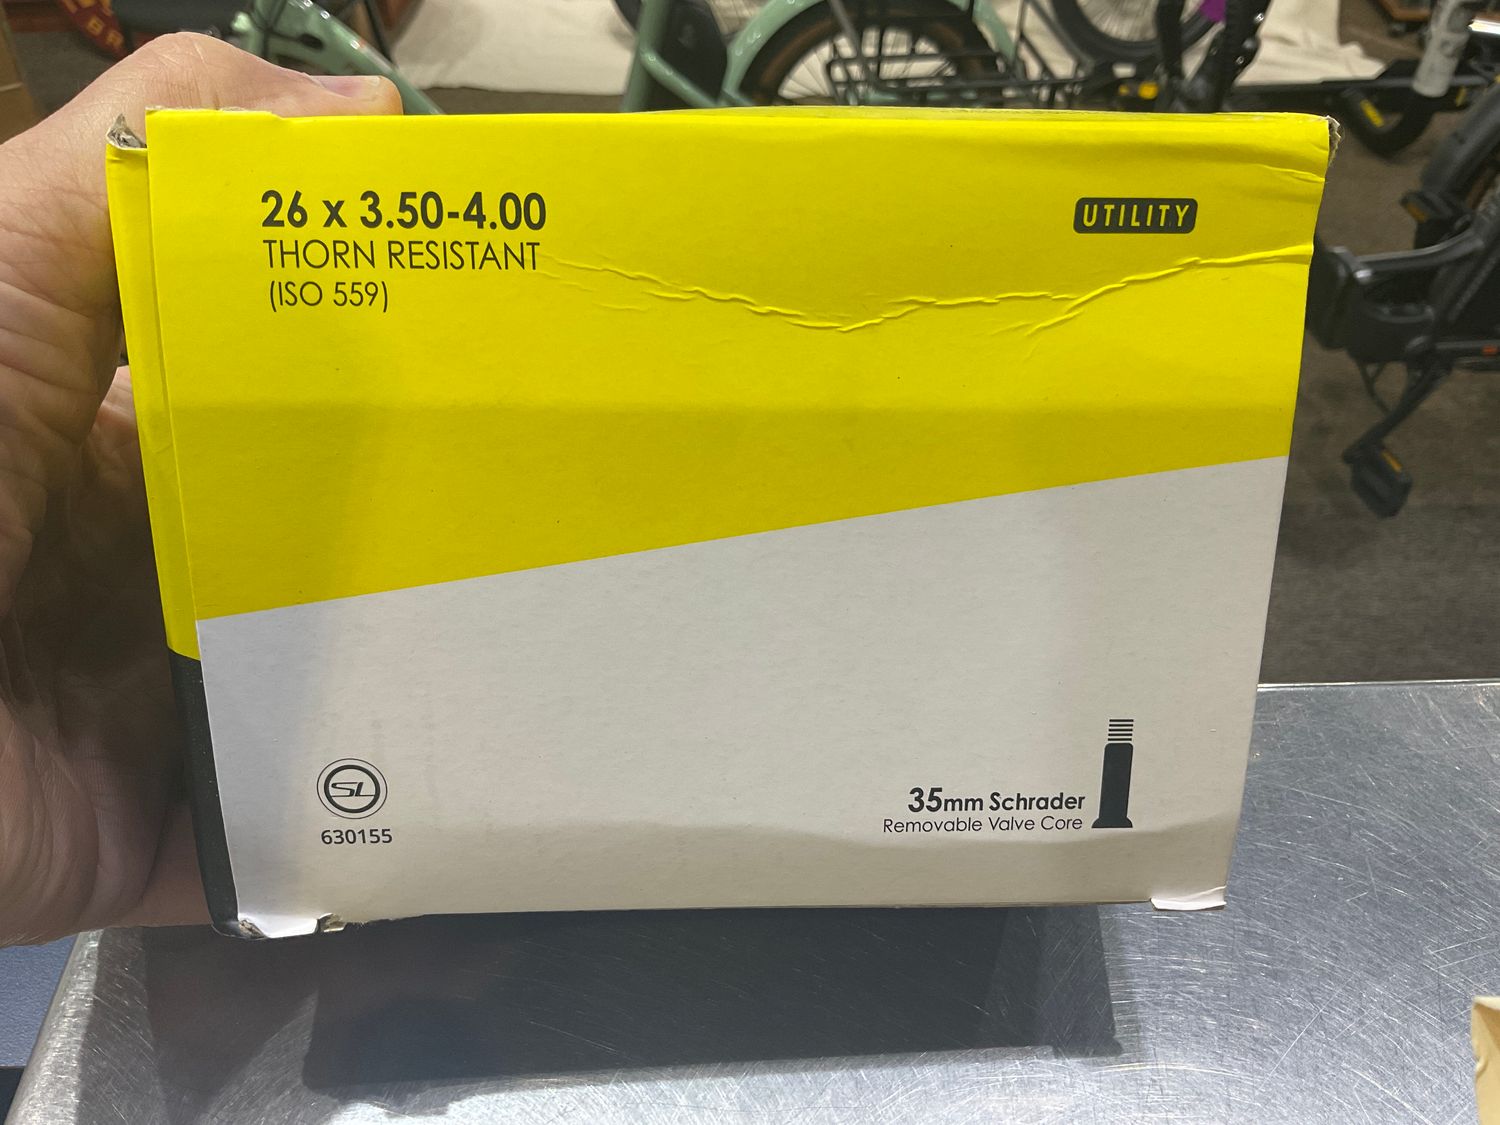 26 x 3.50-4.00
THORN RESISTANT
(ISO 559)
UTILITY
SL
630155
35mm Schrader
Removable Valve Core